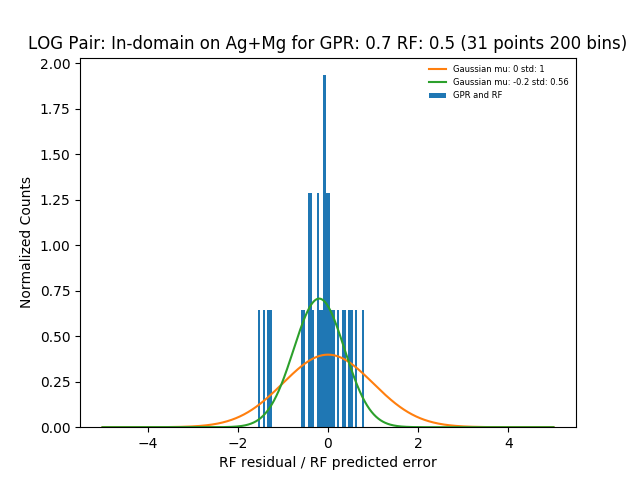 LOG Pair: In-domain on Ag+Mg for GPR: 0.7 RF: 0.5 (31 points 200 bins)
2.00
1.75
1.50
1.25
1.00
0.75
0.50
0.25
0.00
Normalized Counts
Gaussian mu: 0 std: 1
Gaussian mu: -0.2 std: 0.56
GPR and RF
−4
−2
0
2
4
RF residual / RF predicted error